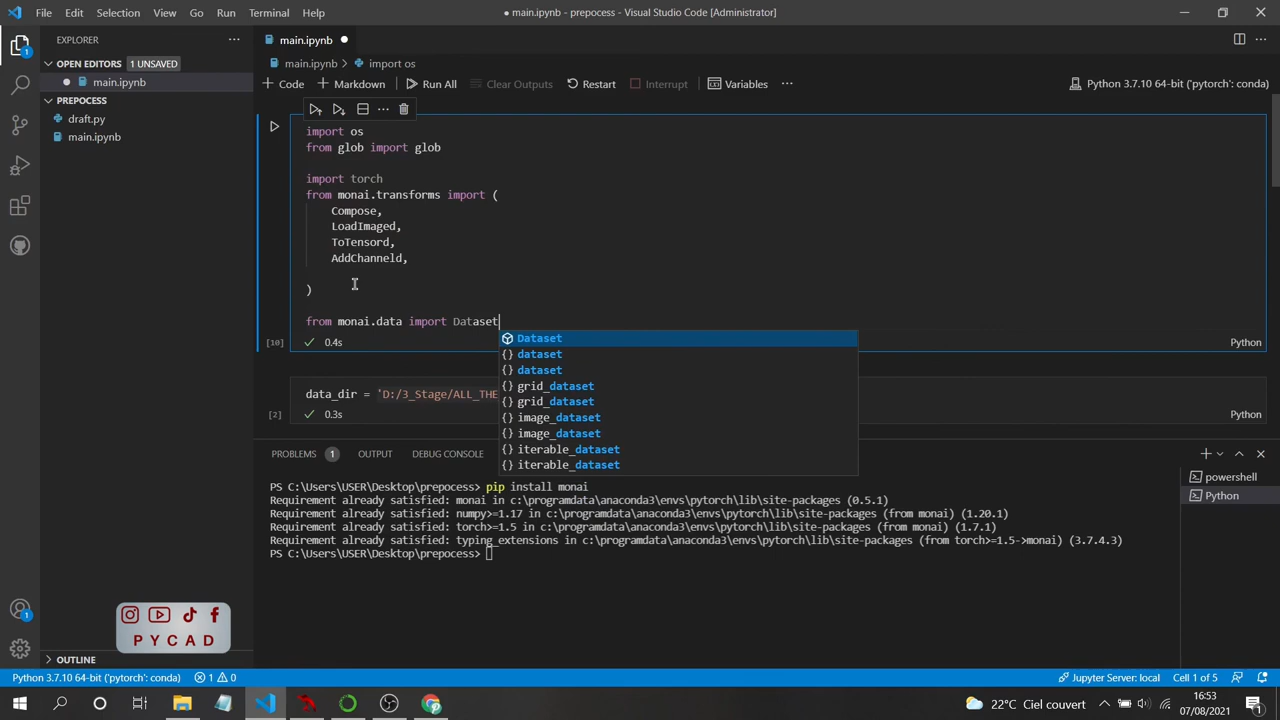 File Edit Selection View Go Run Terminal Help
● main.ipynb - prepocess - Visual Studio Code [Administrator]
EXPLORER
main.ipynb
OPEN EDITORS 1 UNSAVED
main.ipynb
PREPOCESS
draft.py
main.ipynb
OUTLINE
main.ipynb > import os
+ Code + Markdown Run All Clear Outputs Restart Interrupt Variables
Python 3.7.10 64-bit ('pytorch': conda)
import os
from glob import glob
import torch
from monai.transforms import (
Compose,
LoadImaged,
ToTensord,
AddChanneld,
)
from monai.data import Dataset
[10] 0.4s Python
Dataset
dataset
dataset
grid_dataset
grid_dataset
image_dataset
image_dataset
iterable_dataset
iterable_dataset
data_dir = 'D:/3_Stage/ALL_THE
[2] 0.3s Python
PROBLEMS 1 OUTPUT DEBUG CONSOLE
powershell
Python
PS C:\Users\USER\Desktop\prepocess> pip install monai
Requirement already satisfied: monai in c:\programdata\anaconda3\envs\pytorch\lib\site-packages (0.5.1)
Requirement already satisfied: numpy>=1.17 in c:\programdata\anaconda3\envs\pytorch\lib\site-packages (from monai) (1.20.1)
Requirement already satisfied: torch>=1.5 in c:\programdata\anaconda3\envs\pytorch\lib\site-packages (from monai) (1.7.1)
Requirement already satisfied: typing_extensions in c:\programdata\anaconda3\envs\pytorch\lib\site-packages (from torch>=1.5->monai) (3.7.4.3)
PS C:\Users\USER\Desktop\prepocess>
PYCAD
Python 3.7.10 64-bit ('pytorch': conda) 1 0
Jupyter Server: local Cell 1 of 5
22°C Ciel couvert
16:53
07/08/2021